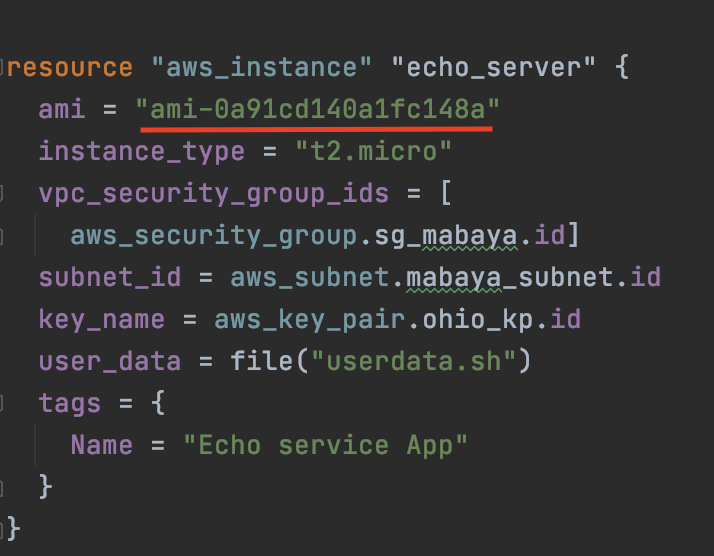 resource "aws_instance" "echo_server" {
ami = "ami-0a91cd140a1fc148a"
instance_type = "t2.micro"
vpc_security_group_ids = [
aws_security_group.sg_mabaya.id]
subnet_id = aws_subnet.mabaya_subnet.id
key_name = aws_key_pair.ohio_kp.id
user_data = file("userdata.sh")
tags = {
Name = "Echo service App"
}
}